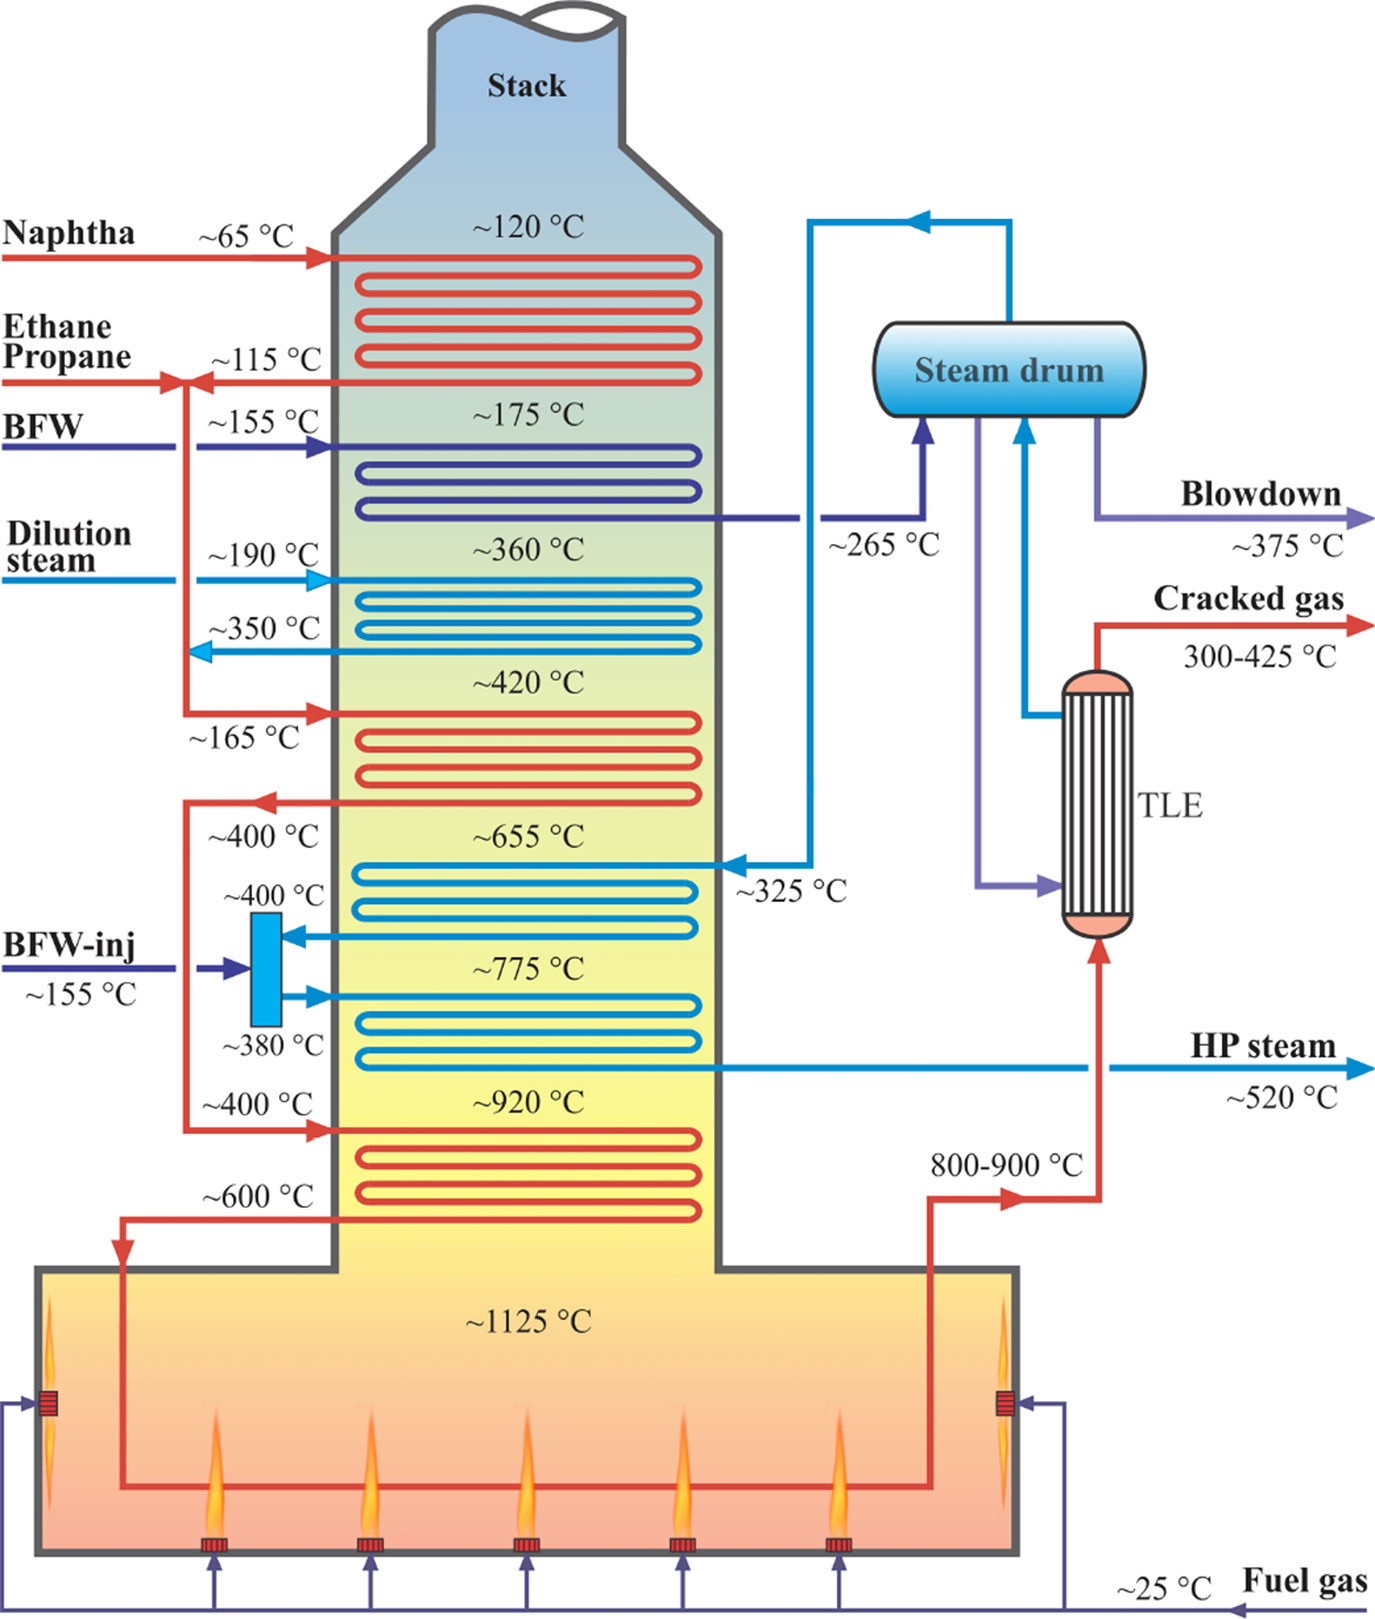 Stack
Naphtha
~65 °C
~120 °C
Ethane
Propane
~115 °C
Steam drum
BFW
~155 °C
~175 °C
Blowdown
~375 °C
Dilution
steam
~190 °C
~360 °C
~265 °C
~350 °C
Cracked gas
300-425 °C
~420 °C
~165 °C
TLE
~400 °C
~655 °C
~325 °C
~400 °C
BFW-inj
~155 °C
~775 °C
~380 °C
HP steam
~520 °C
~400 °C
~920 °C
800-900 °C
~600 °C
~1125 °C
~25 °C
Fuel gas